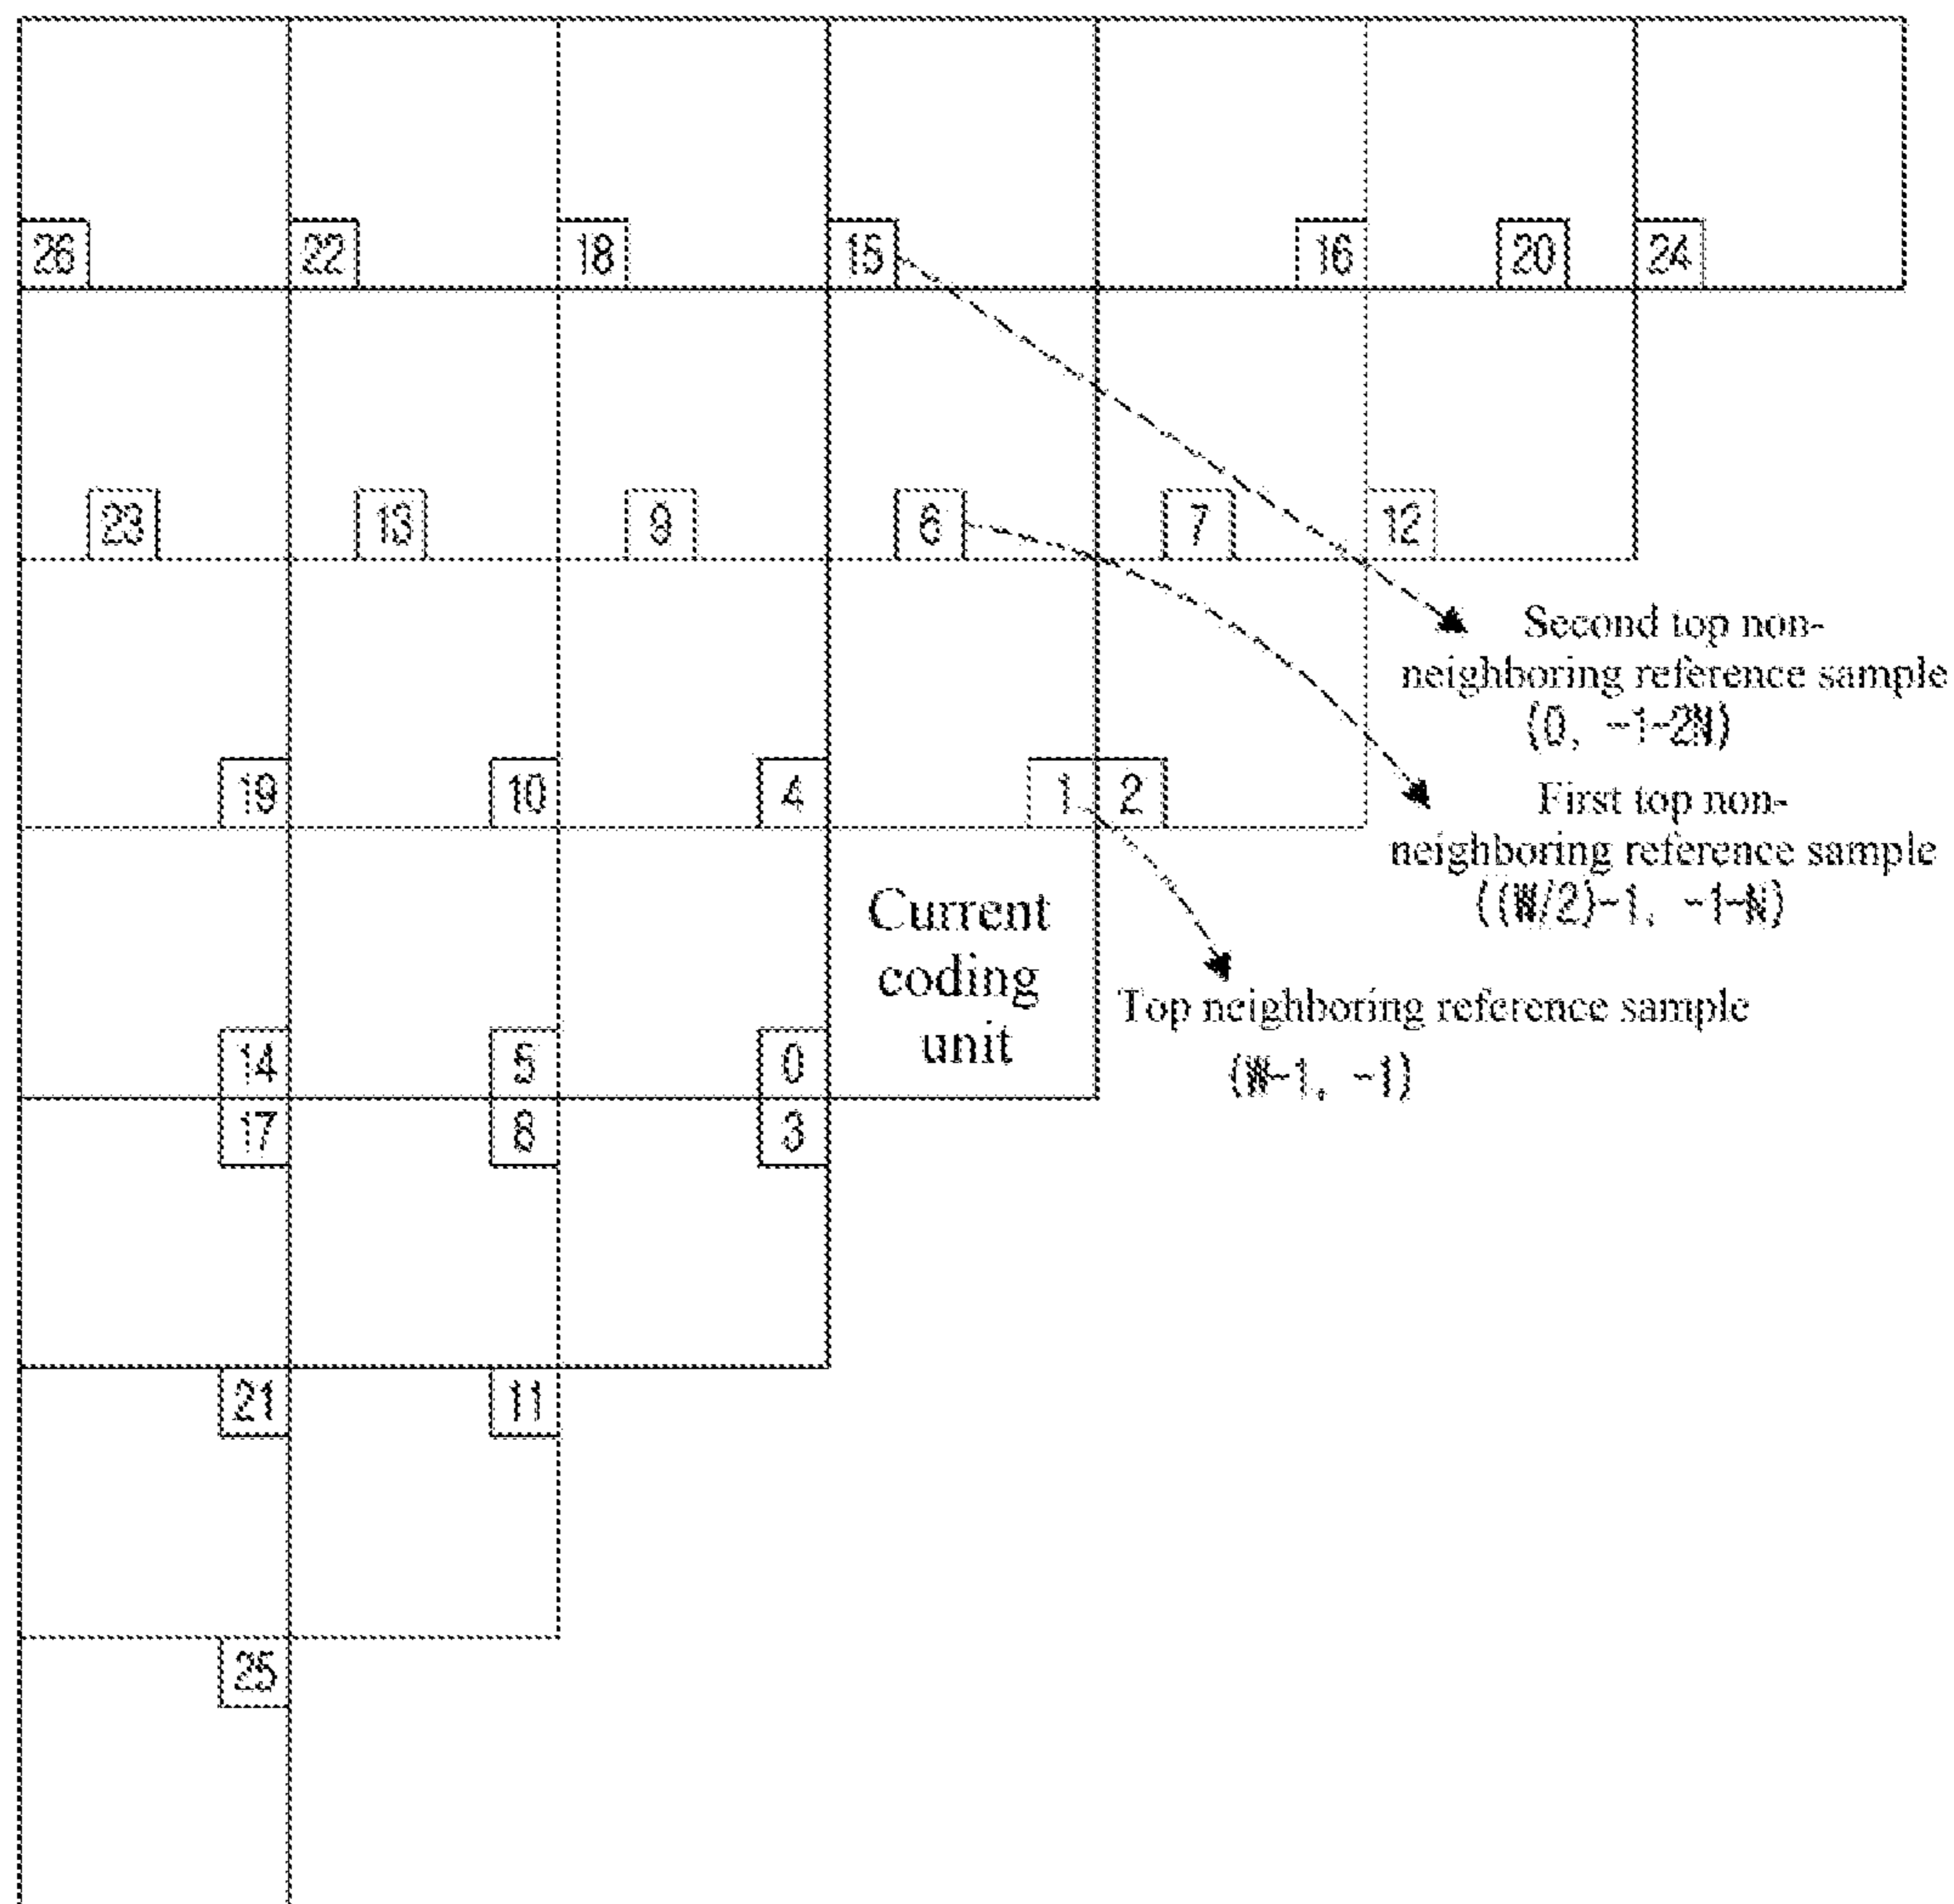 26 22 18 15 16 20 24
23 13 9 6 7 12
Second top non-
neighboring reference sample
(0, -1-2N)
19 10 4 1 2
First top non-
neighboring reference sample
((W/2)-1, -1-N)
Current
coding
unit
Top neighboring reference sample
(W-1, -1)
14 5 0
17 8 3
21 11
25